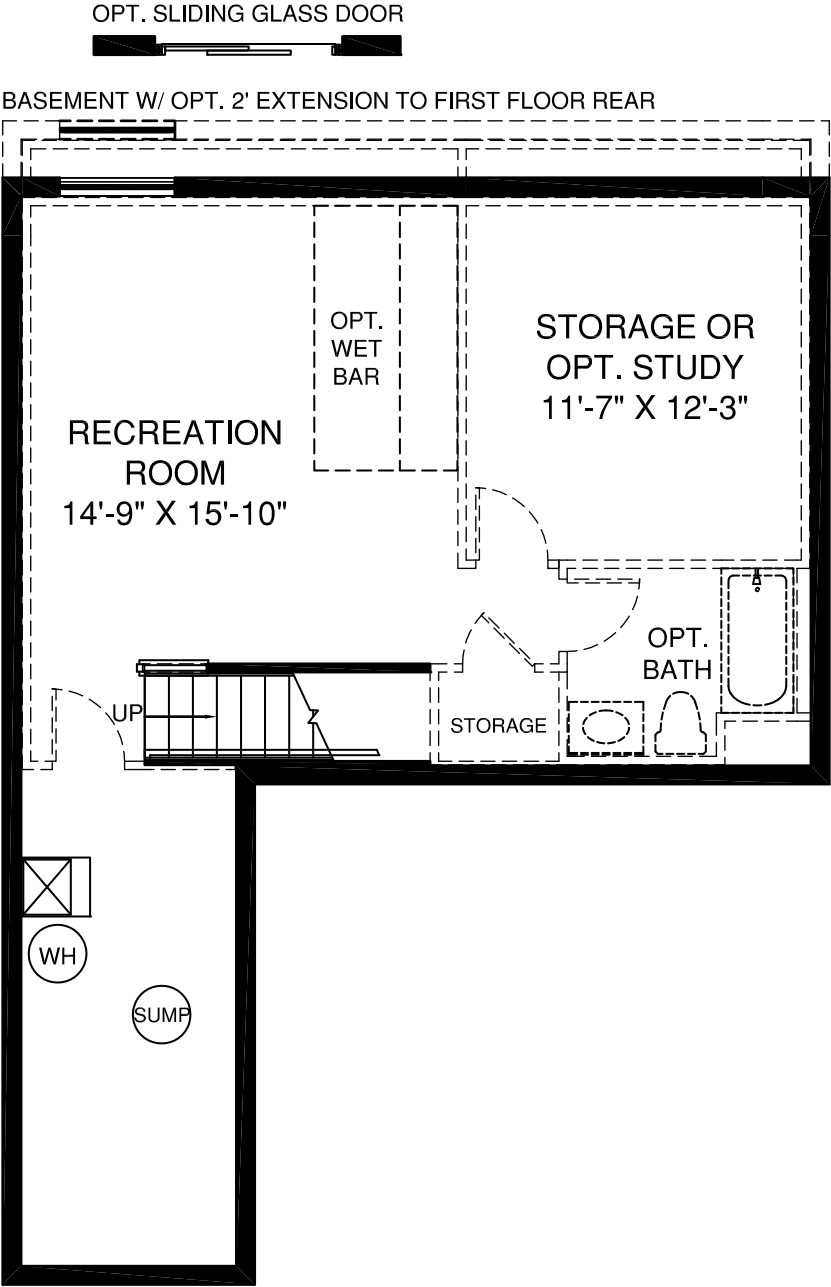 OPT. SLIDING GLASS DOOR
BASEMENT W/ OPT. 2' EXTENSION TO FIRST FLOOR REAR
OPT.
WET
BAR
STORAGE OR
OPT. STUDY
11'-7" X 12'-3"
RECREATION
ROOM
14'-9" X 15'-10"
OPT.
BATH
UP
STORAGE
WH
SUMP